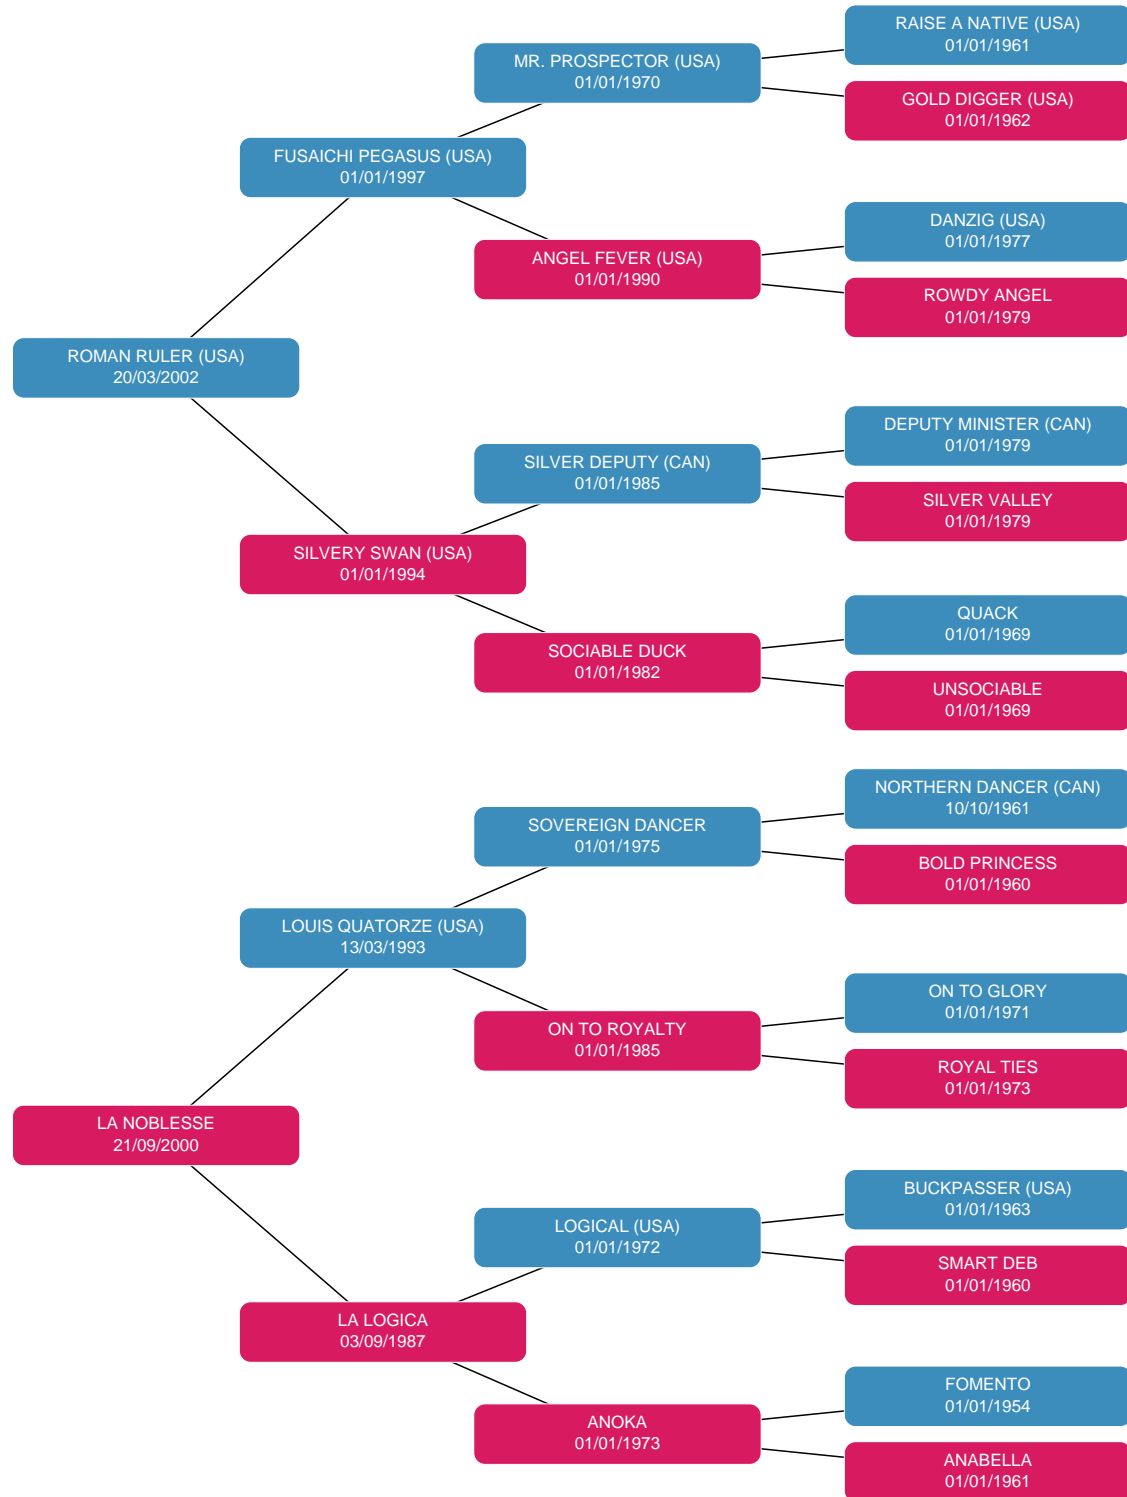 RAISE A NATIVE (USA)
01/01/1961
MR. PROSPECTOR (USA)
01/01/1970
GOLD DIGGER (USA)
01/01/1962
FUSAICHI PEGASUS (USA)
01/01/1997
DANZIG (USA)
01/01/1977
ANGEL FEVER (USA)
01/01/1990
ROWDY ANGEL
01/01/1979
ROMAN RULER (USA)
20/03/2002
DEPUTY MINISTER (CAN)
01/01/1979
SILVER DEPUTY (CAN)
01/01/1985
SILVER VALLEY
01/01/1979
SILVERY SWAN (USA)
01/01/1994
QUACK
01/01/1969
SOCIABLE DUCK
01/01/1982
UNSOCIABLE
01/01/1969
NORTHERN DANCER (CAN)
10/10/1961
SOVEREIGN DANCER
01/01/1975
BOLD PRINCESS
01/01/1960
LOUIS QUATORZE (USA)
13/03/1993
ON TO GLORY
01/01/1971
ON TO ROYALTY
01/01/1985
ROYAL TIES
01/01/1973
LA NOBLESSE
21/09/2000
BUCKPASSER (USA)
01/01/1963
LOGICAL (USA)
01/01/1972
SMART DEB
01/01/1960
LA LOGICA
03/09/1987
FOMENTO
01/01/1954
ANOKA
01/01/1973
ANABELLA
01/01/1961